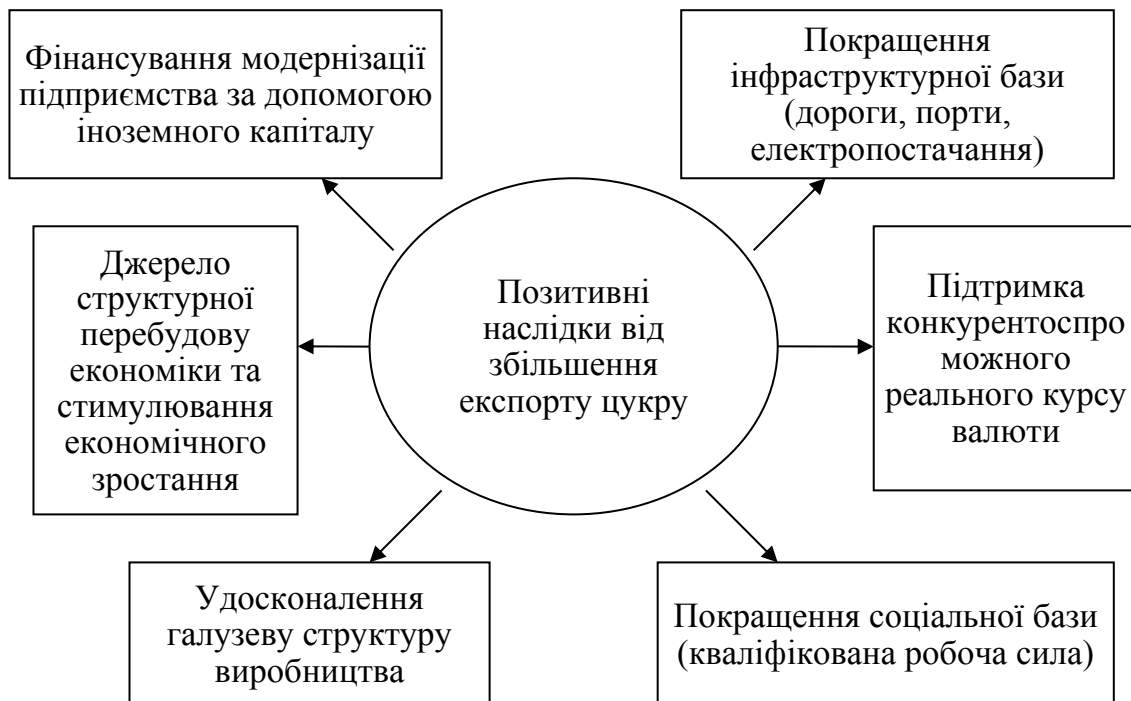 Фінансування модернізації
підприємства за допомогою
іноземного капіталу
Покращення
інфраструктурної бази
(дороги, порти,
електропостачання)
Джерело
структурної
перебудову
економіки та
стимулювання
економічного
зростання
Позитивні
наслідки від
збільшення
експорту цукру
Підтримка
конкурентоспро
можного
реального курсу
валюти
Удосконалення
галузеву структуру
виробництва
Покращення соціальної бази
(кваліфікована робоча сила)